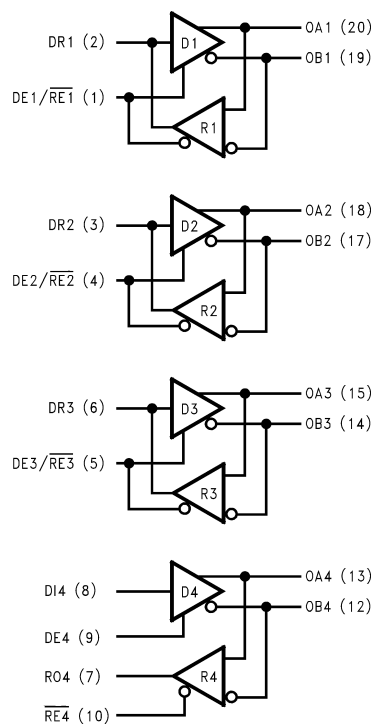 OA1 (20)
DR1 (2)
D1
OB1 (19)
DE1/RE1 (1)
R1
OA2 (18)
DR2 (3)
D2
OB2 (17)
DE2/RE2 (4)
R2
OA3 (15)
DR3 (6)
D3
OB3 (14)
DE3/RE3 (5)
R3
OA4 (13)
DI4 (8)
D4
OB4 (12)
DE4 (9)
RO4 (7)
R4
RE4 (10)